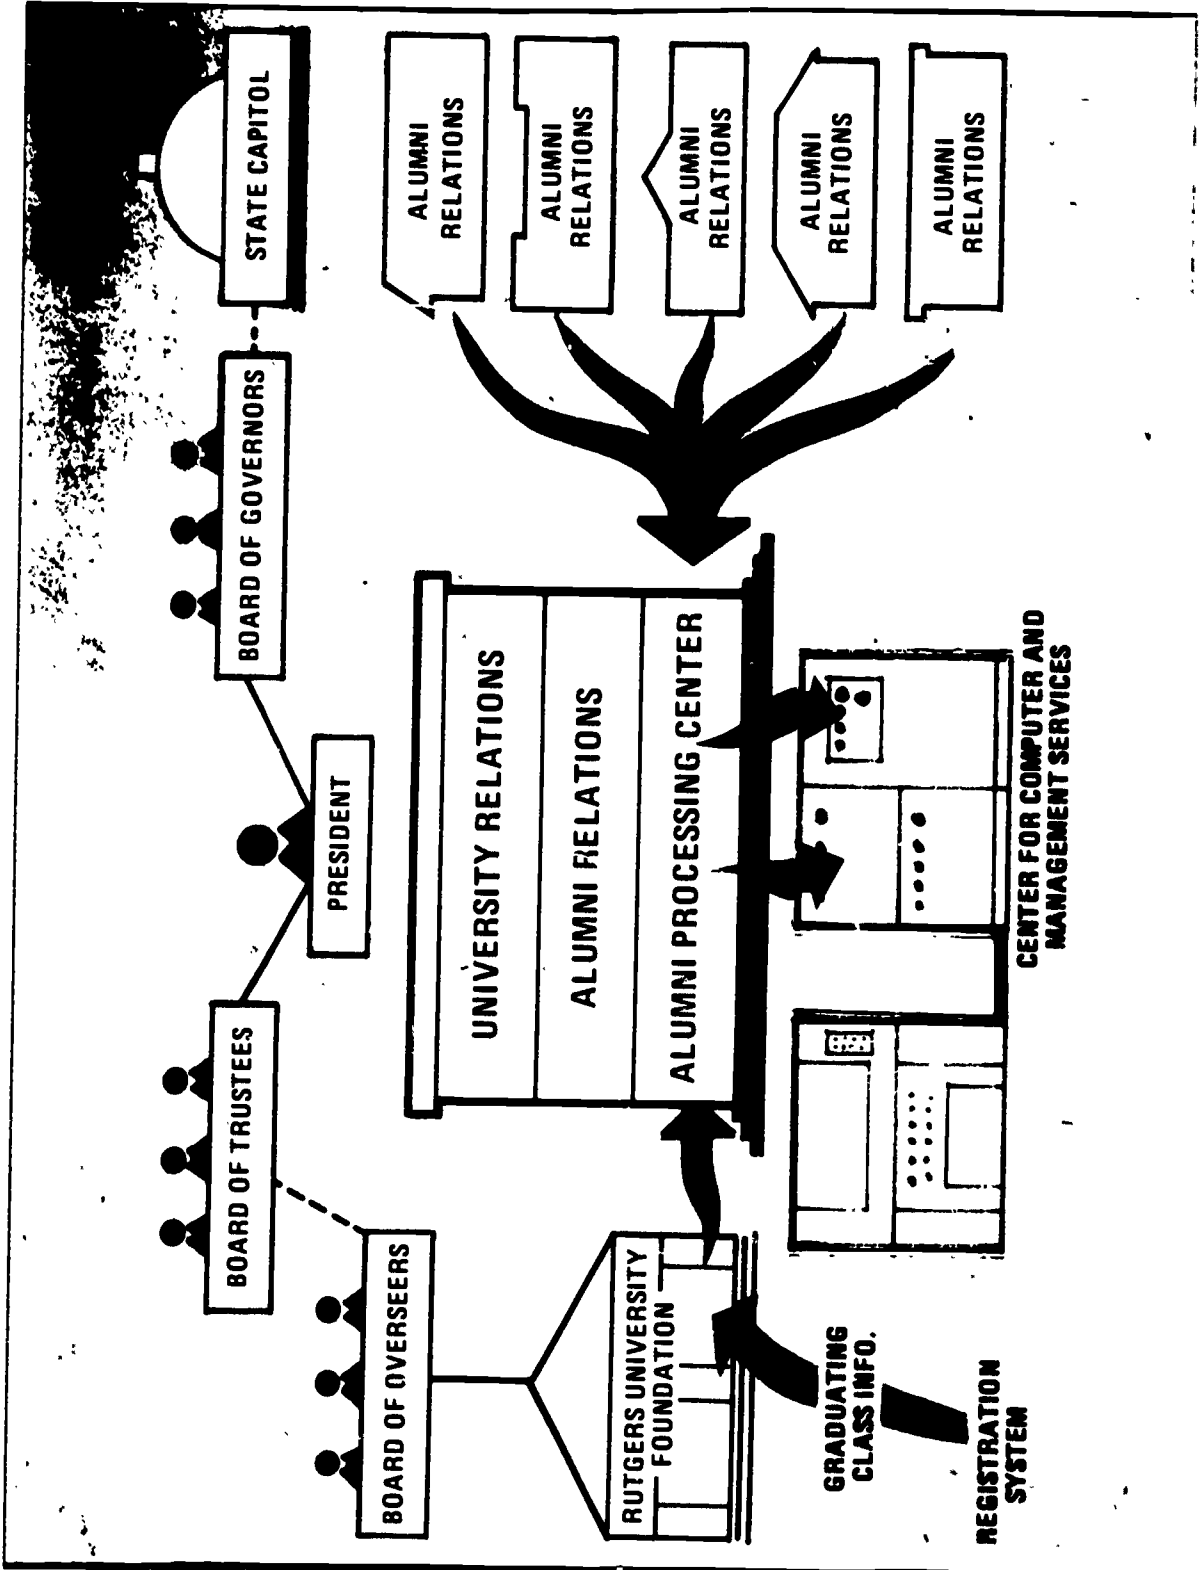 BOARD OF TRUSTEES
BOARD OF GOVERNORS
STATE CAPITOL
PRESIDENT
BOARD OF OVERSEERS
UNIVERSITY RELATIONS
ALUMNI RELATIONS
ALUMNI PROCESSING CENTER
ALUMNI
RELATIONS
ALUMNI
RELATIONS
ALUMNI
RELATIONS
ALUMNI
RELATIONS
ALUMNI
RELATIONS
RUTGERS UNIVERSITY
FOUNDATION
GRADUATING
CLASS INFO.
REGISTRATION
SYSTEM
CENTER FOR COMPUTER AND
MANAGEMENT SERVICES